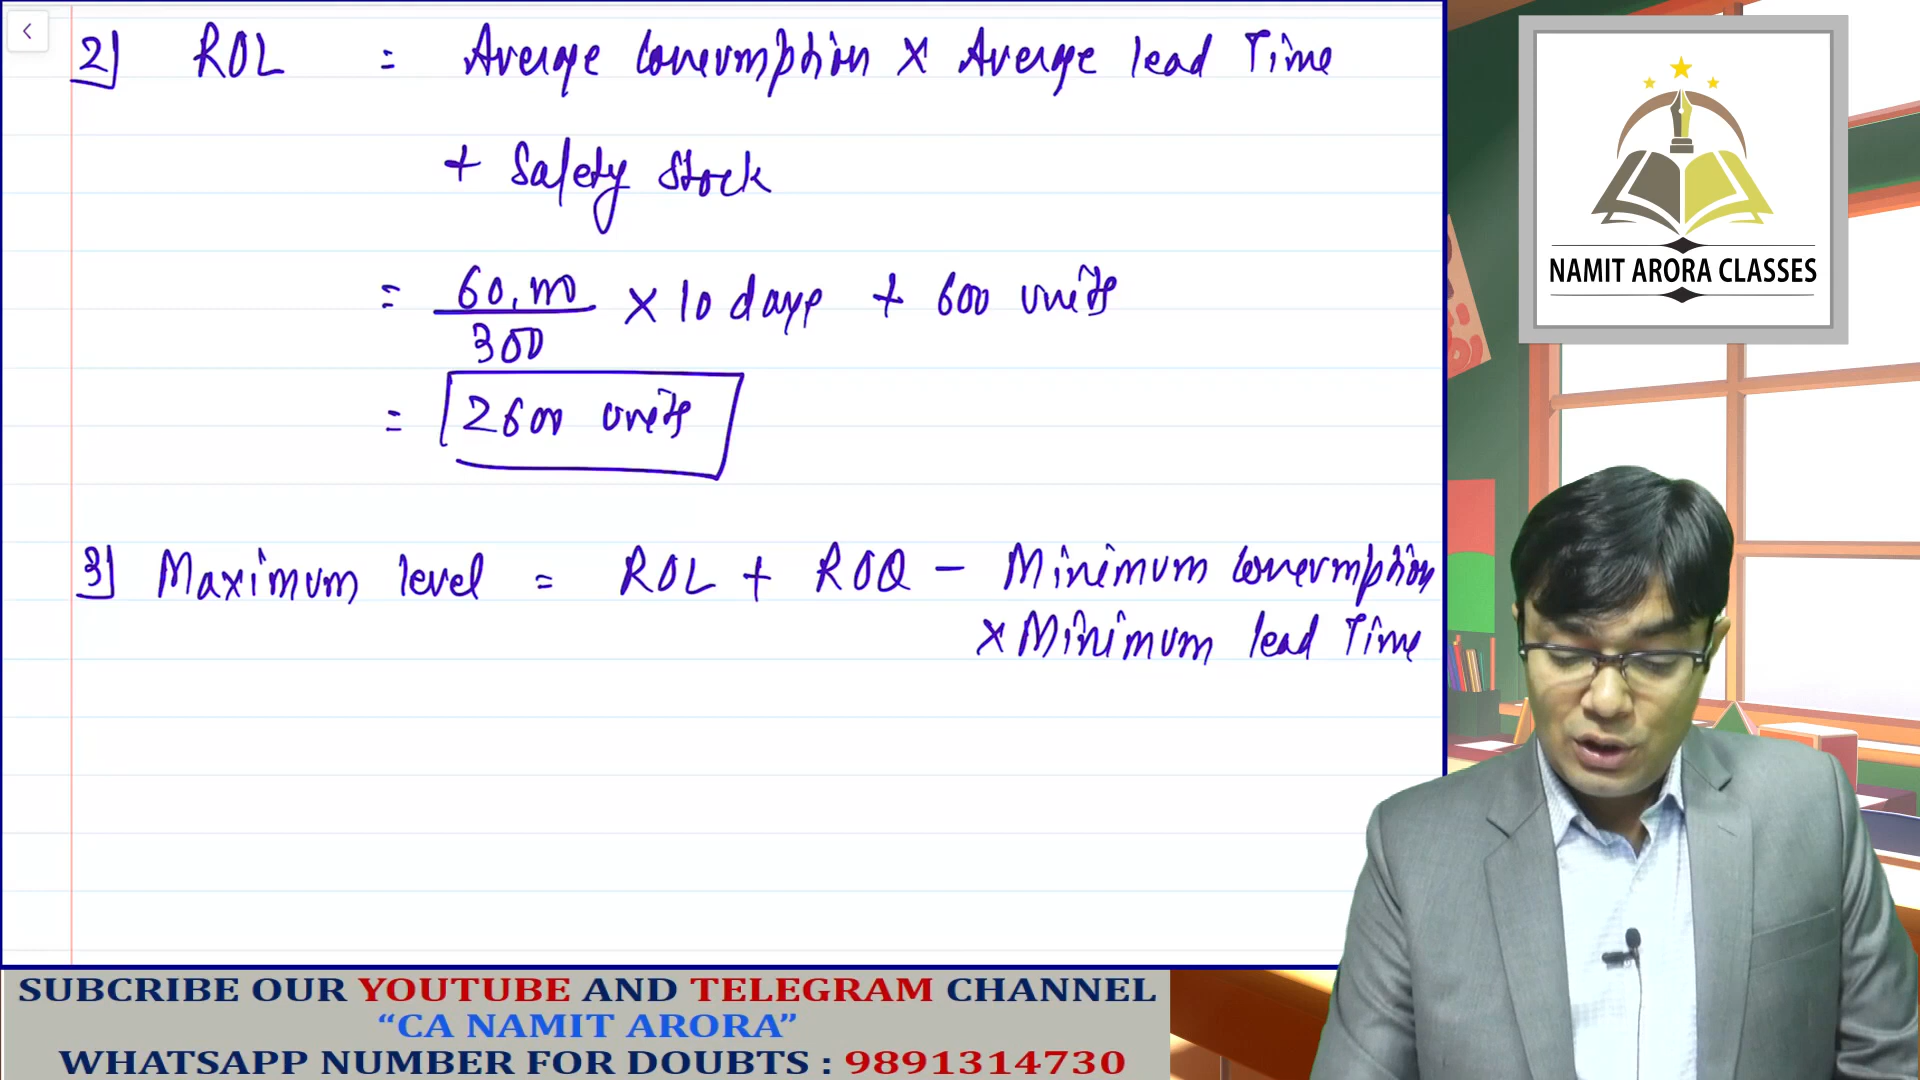 2) ROL = Average Consumption × Average lead Time
+ Safety Stock
= 60,000 / 300 × 10 days + 600 units
= 2600 units
3) Maximum level = ROL + ROQ - Minimum Consumption
× Minimum lead Time
NAMIT ARORA CLASSES
SUBCRIBE OUR YOUTUBE AND TELEGRAM CHANNEL
“CA NAMIT ARORA”
WHATSAPP NUMBER FOR DOUBTS : 9891314730